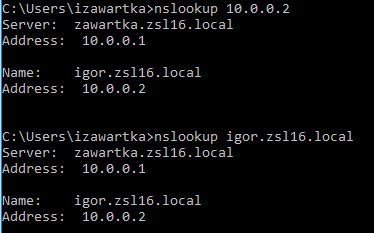 C:\Users\izawartka>nslookup 10.0.0.2
Server:  zawartka.zsl16.local
Address:  10.0.0.1
Name:    igor.zsl16.local
Address:  10.0.0.2
C:\Users\izawartka>nslookup igor.zsl16.local
Server:  zawartka.zsl16.local
Address:  10.0.0.1
Name:    igor.zsl16.local
Address:  10.0.0.2